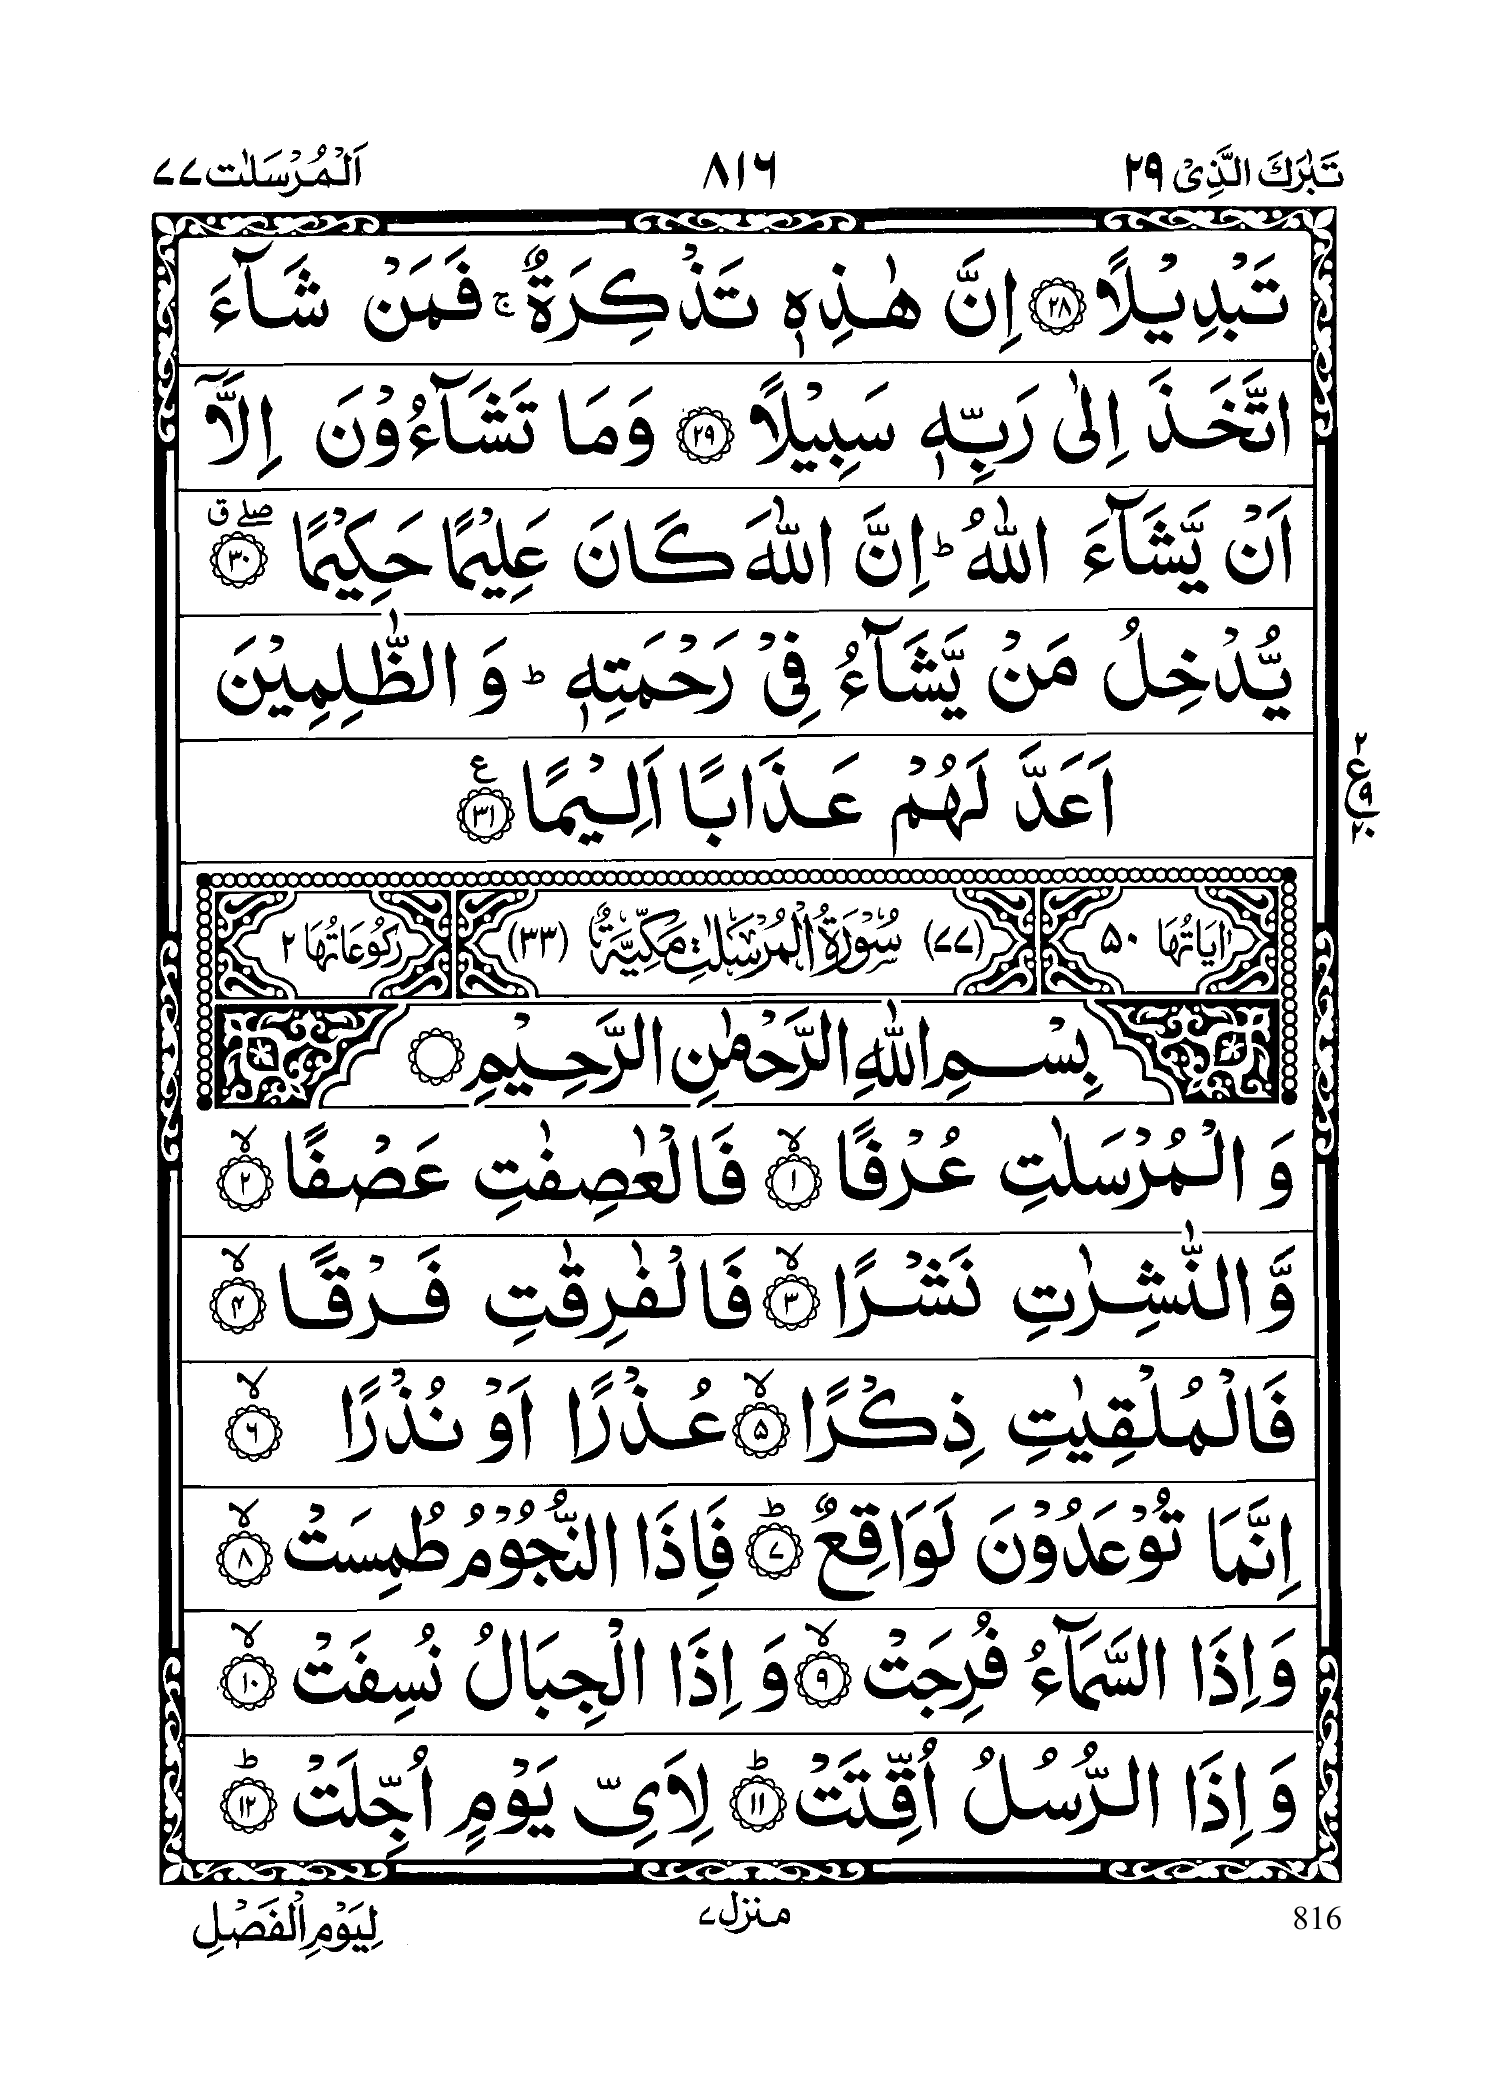 تَبٰرَكَ الَّذِىْ ٢٩ ٨١٦ اَلْمُرْسَلٰت ٧٧
تَبْدِيْلًا ﴿٢٨﴾ اِنَّ هٰذِهٖ تَذْكِرَةٌ ۚ فَمَنْ شَآءَ
اتَّخَذَ اِلٰى رَبِّهٖ سَبِيْلًا ﴿٢٩﴾ وَمَا تَشَآءُوْنَ اِلَّآ
اَنْ يَّشَآءَ اللّٰهُ ؕ اِنَّ اللّٰهَ كَانَ عَلِيْمًا حَكِيْمًا ﴿٣٠﴾ صلے ق
يُّدْخِلُ مَنْ يَّشَآءُ فِىْ رَحْمَتِهٖ ؕ وَ الظّٰلِمِيْنَ
اَعَدَّ لَهُمْ عَذَابًا اَلِيْمًا ﴿٣١﴾ ع
٢ ع ٩ ٢٠
اٰيَاتُهَا ٥٠ (٧٧) سُوْرَةُ الْمُرْسَلٰتِ مَكِّيَّةٌ (٣٣) رُكُوْعَاتُهَا ٢
بِسْمِ اللّٰهِ الرَّحْمٰنِ الرَّحِيْمِ
وَ الْمُرْسَلٰتِ عُرْفًا ۙ﴿١﴾ فَالْعٰصِفٰتِ عَصْفًا ۙ﴿٢﴾
وَّ النّٰشِرٰتِ نَشْرًا ۙ﴿٣﴾ فَالْفٰرِقٰتِ فَرْقًا ۙ﴿٤﴾
فَالْمُلْقِيٰتِ ذِكْرًا ۙ﴿٥﴾ عُذْرًا اَوْ نُذْرًا ۙ﴿٦﴾
اِنَّمَا تُوْعَدُوْنَ لَوَاقِعٌ ؕ﴿٧﴾ فَاِذَا النُّجُوْمُ طُمِسَتْ ۙ﴿٨﴾
وَ اِذَا السَّمَآءُ فُرِجَتْ ۙ﴿٩﴾ وَ اِذَا الْجِبَالُ نُسِفَتْ ۙ﴿١٠﴾
وَ اِذَا الرُّسُلُ اُقِّتَتْ ؕ﴿١١﴾ لِاَىِّ يَوْمٍ اُجِّلَتْ ؕ﴿١٢﴾
816 منزل ٧ لِيَوْمِ الْفَصْلِ